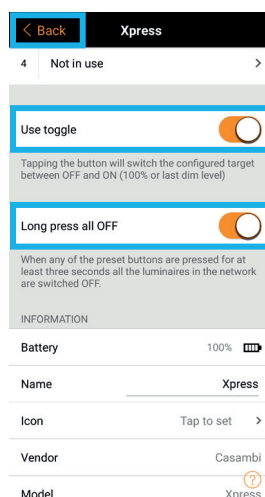 < Back Xpress
4 Not in use >
Use toggle
Tapping the button will switch the configured target
between OFF and ON (100% or last dim level)
Long press all OFF
When any of the preset buttons are pressed for at
least three seconds all the luminaires in the network
are switched OFF.
INFORMATION
Battery 100%
Name Xpress
Icon Tap to set >
Vendor Casambi
?
Model Xpress